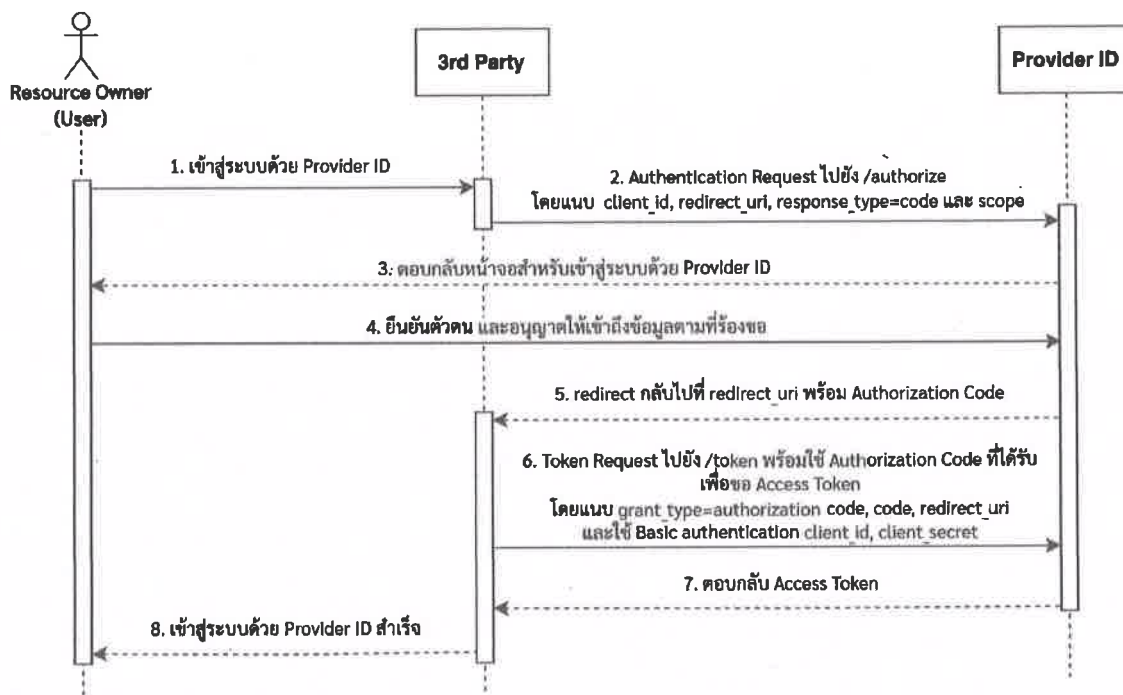 3rd Party
Provider ID
Resource Owner
(User)
1. เข้าสู่ระบบด้วย Provider ID
2. Authentication Request ไปยัง /authorize
โดยแนบ client_id, redirect_uri, response_type=code และ scope
3. ตอบกลับหน้าจอสำหรับเข้าสู่ระบบด้วย Provider ID
4. ยืนยันตัวตน และอนุญาตให้เข้าถึงข้อมูลตามที่ร้องขอ
5. redirect กลับไปที่ redirect_uri พร้อม Authorization Code
6. Token Request ไปยัง /token พร้อมใช้ Authorization Code ที่ได้รับ
เพื่อขอ Access Token
โดยแนบ grant_type=authorization code, code, redirect_uri
และใช้ Basic authentication client_id, client_secret
7. ตอบกลับ Access Token
8. เข้าสู่ระบบด้วย Provider ID สำเร็จ